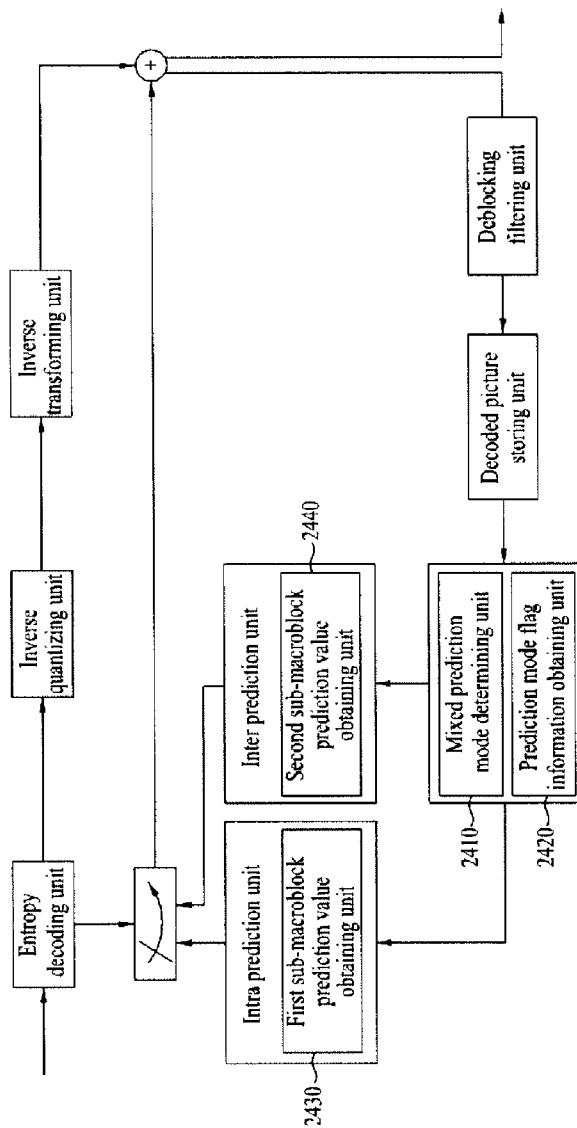 Entropy
decoding unit
Inverse
quantizing unit
Inverse
transforming unit
+
Intra prediction unit
First sub-macroblock
prediction value
obtaining unit
2430
Inter prediction unit
Second sub-macroblock
prediction value
obtaining unit
2440
Mixed prediction
mode determining unit
2410
Prediction mode flag
information obtaining unit
2420
Decoded picture
storing unit
Deblocking
filtering unit